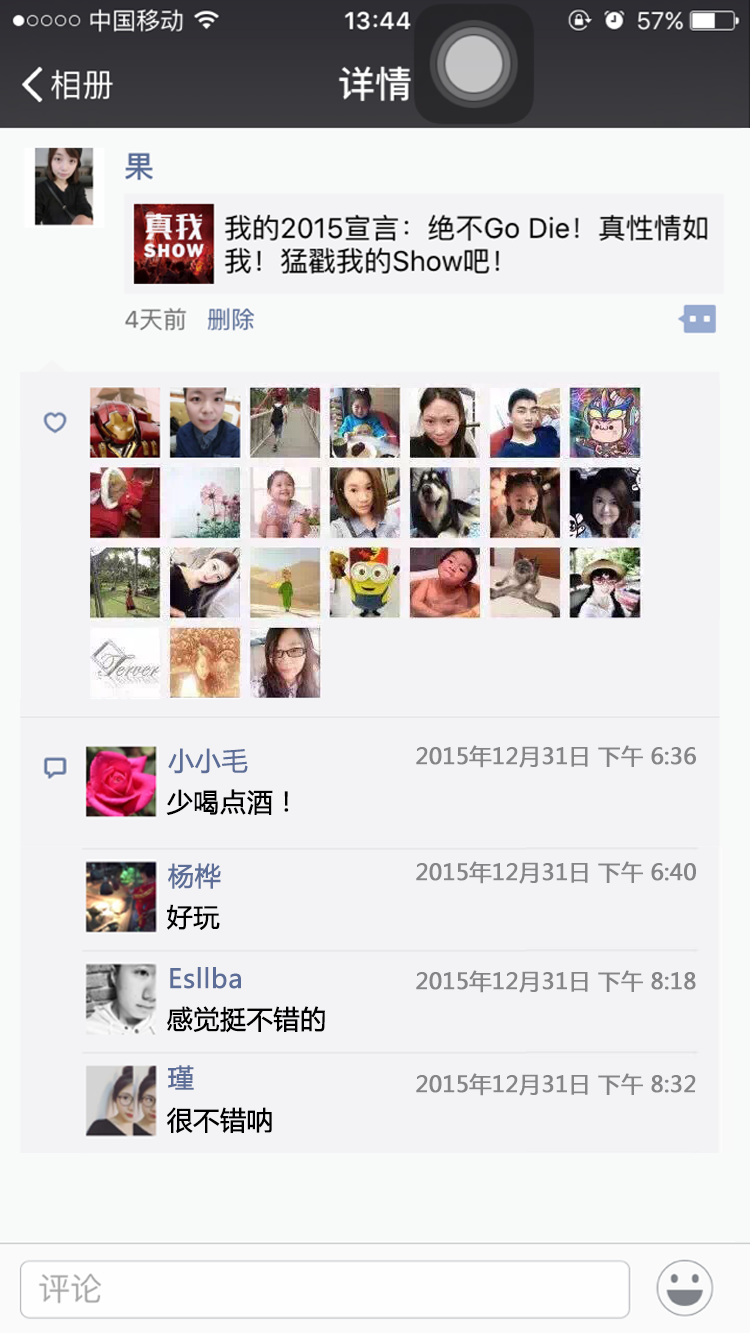 中国移动 13:44 57%
相册 详情
果
真我
SHOW
我的2015宣言：绝不Go Die！真性情如
我！猛戳我的Show吧！
4天前 删除
Ferver
小小毛 2015年12月31日 下午 6:36
少喝点酒！
杨桦 2015年12月31日 下午 6:40
好玩
Esllba 2015年12月31日 下午 8:18
感觉挺不错的
瑾 2015年12月31日 下午 8:32
很不错呐
评论